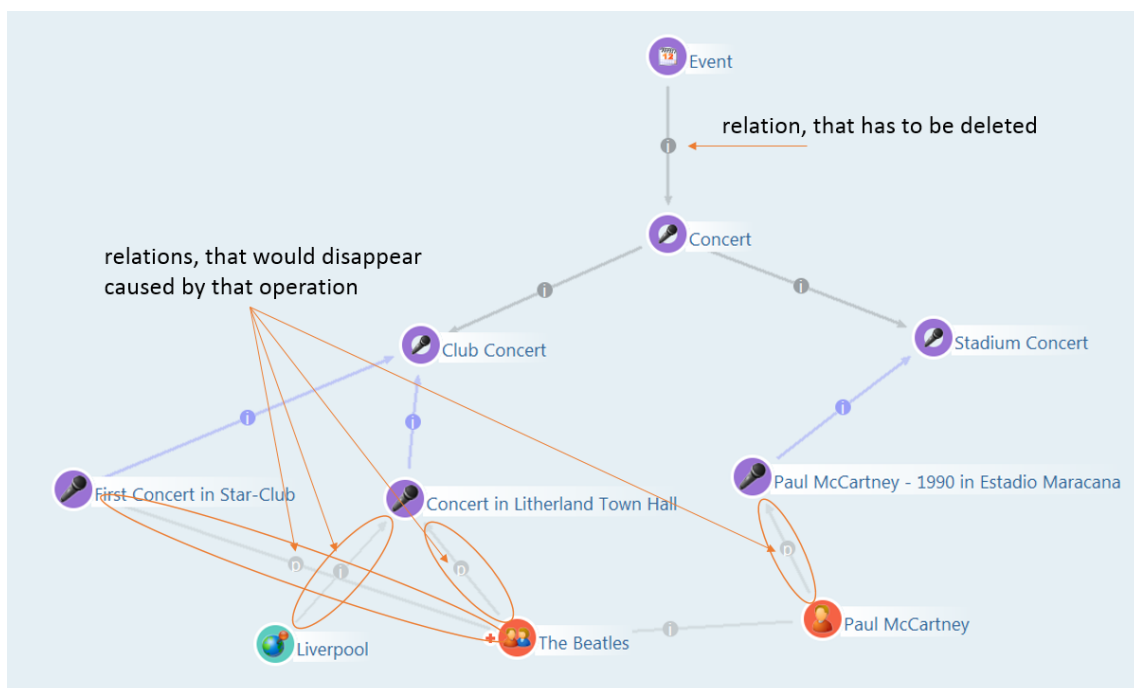 Event
relation, that has to be deleted
i
Concert
relations, that would disappear
caused by that operation
i
i
Club Concert
Stadium Concert
i
i
i
First Concert in Star-Club
Concert in Litherland Town Hall
Paul McCartney - 1990 in Estadio Maracana
p
i
p
p
Liverpool
The Beatles
i
Paul McCartney